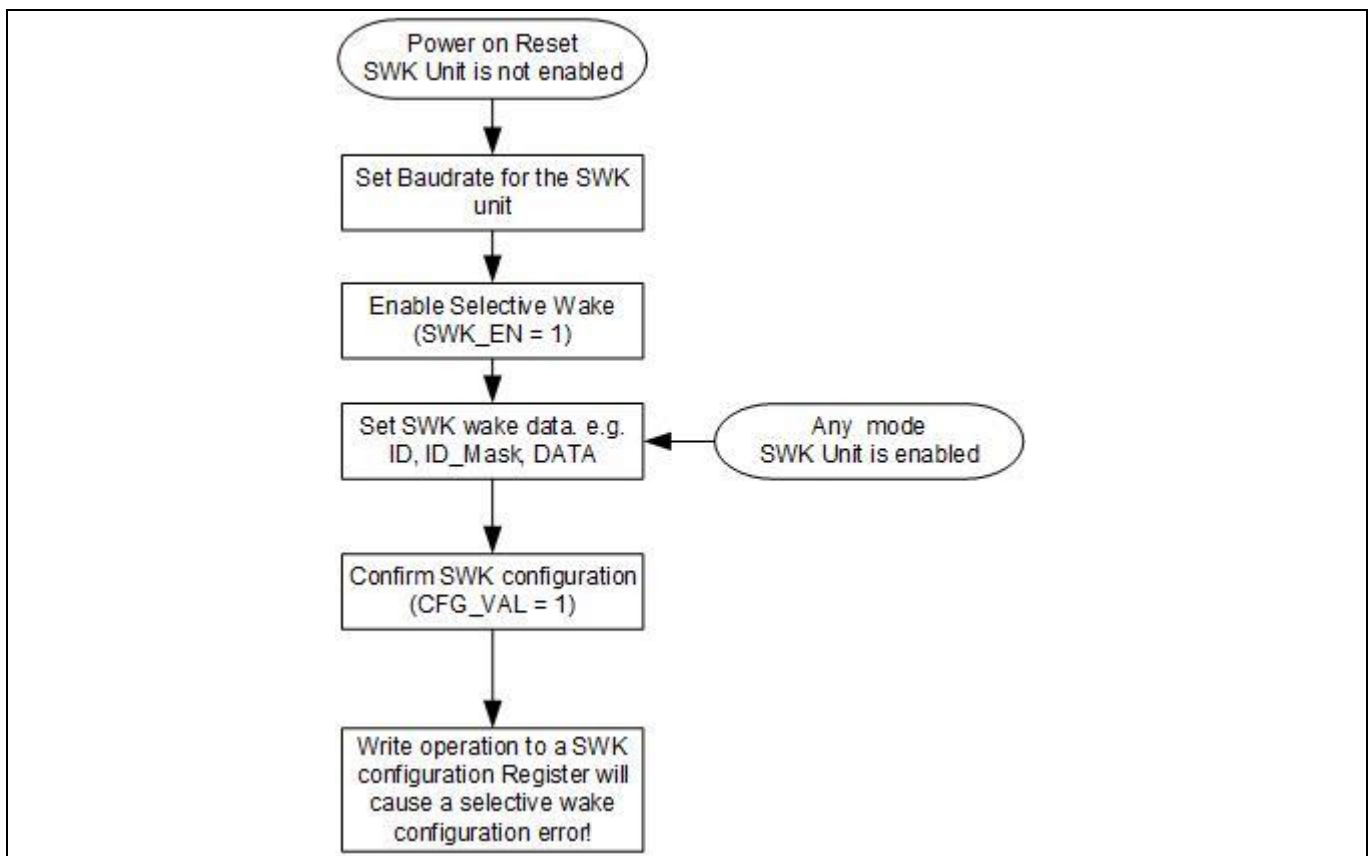 Power on Reset
SWK Unit is not enabled
Set Baudrate for the SWK
unit
Enable Selective Wake
(SWK_EN = 1)
Set SWK wake data. e.g.
ID, ID_Mask, DATA
Any mode
SWK Unit is enabled
Confirm SWK configuration
(CFG_VAL = 1)
Write operation to a SWK
configuration Register will
cause a selective wake
configuration error!